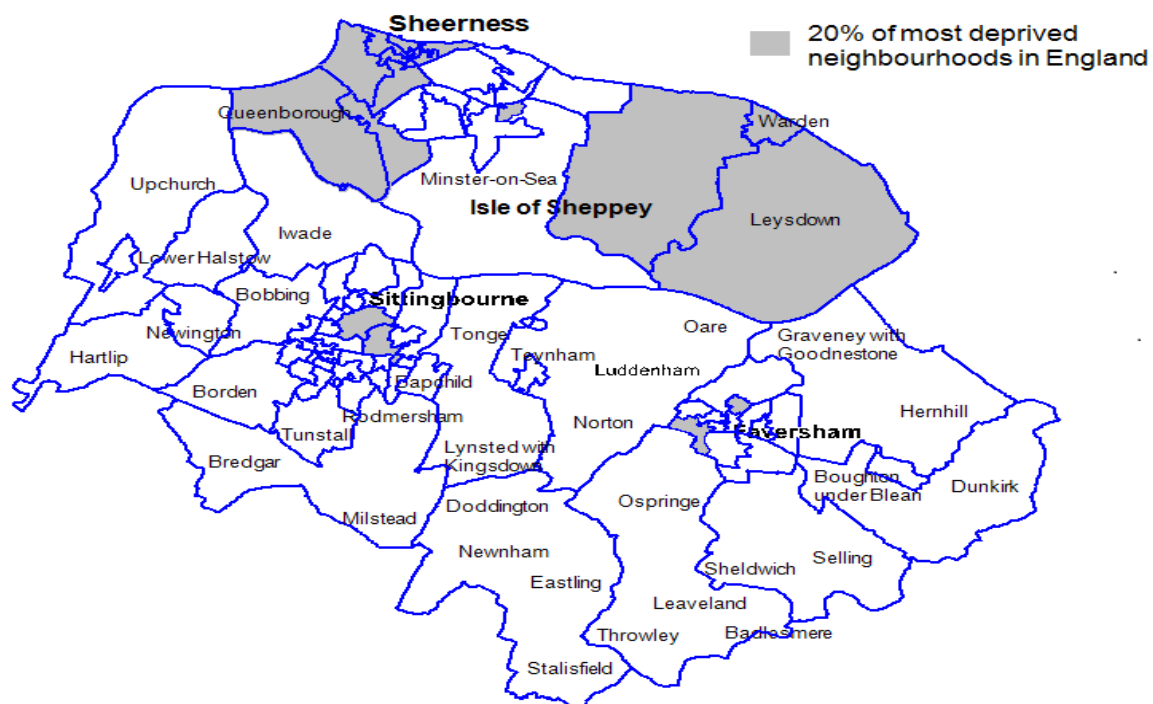 Sheerness
20% of most deprived
neighbourhoods in England
Queenborough
Warden
Upchurch
Minster-on-Sea
Isle of Sheppey
Leysdown
Iwade
Lower Halstow
Bobbing
Sittingbourne
Newington
Tonge
Oare
Graveney with
Goodnestone
Hartlip
Teynham
Luddenham
Borden
Bapchild
Rodmersham
Hernhill
Tunstall
Norton
Faversham
Bredgar
Lynsted with
Kingsdown
Boughton
under Blean
Dunkirk
Doddington
Ospringe
Milstead
Newnham
Selling
Sheldwich
Eastling
Leaveland
Throwley
Badlesmere
Stalisfield